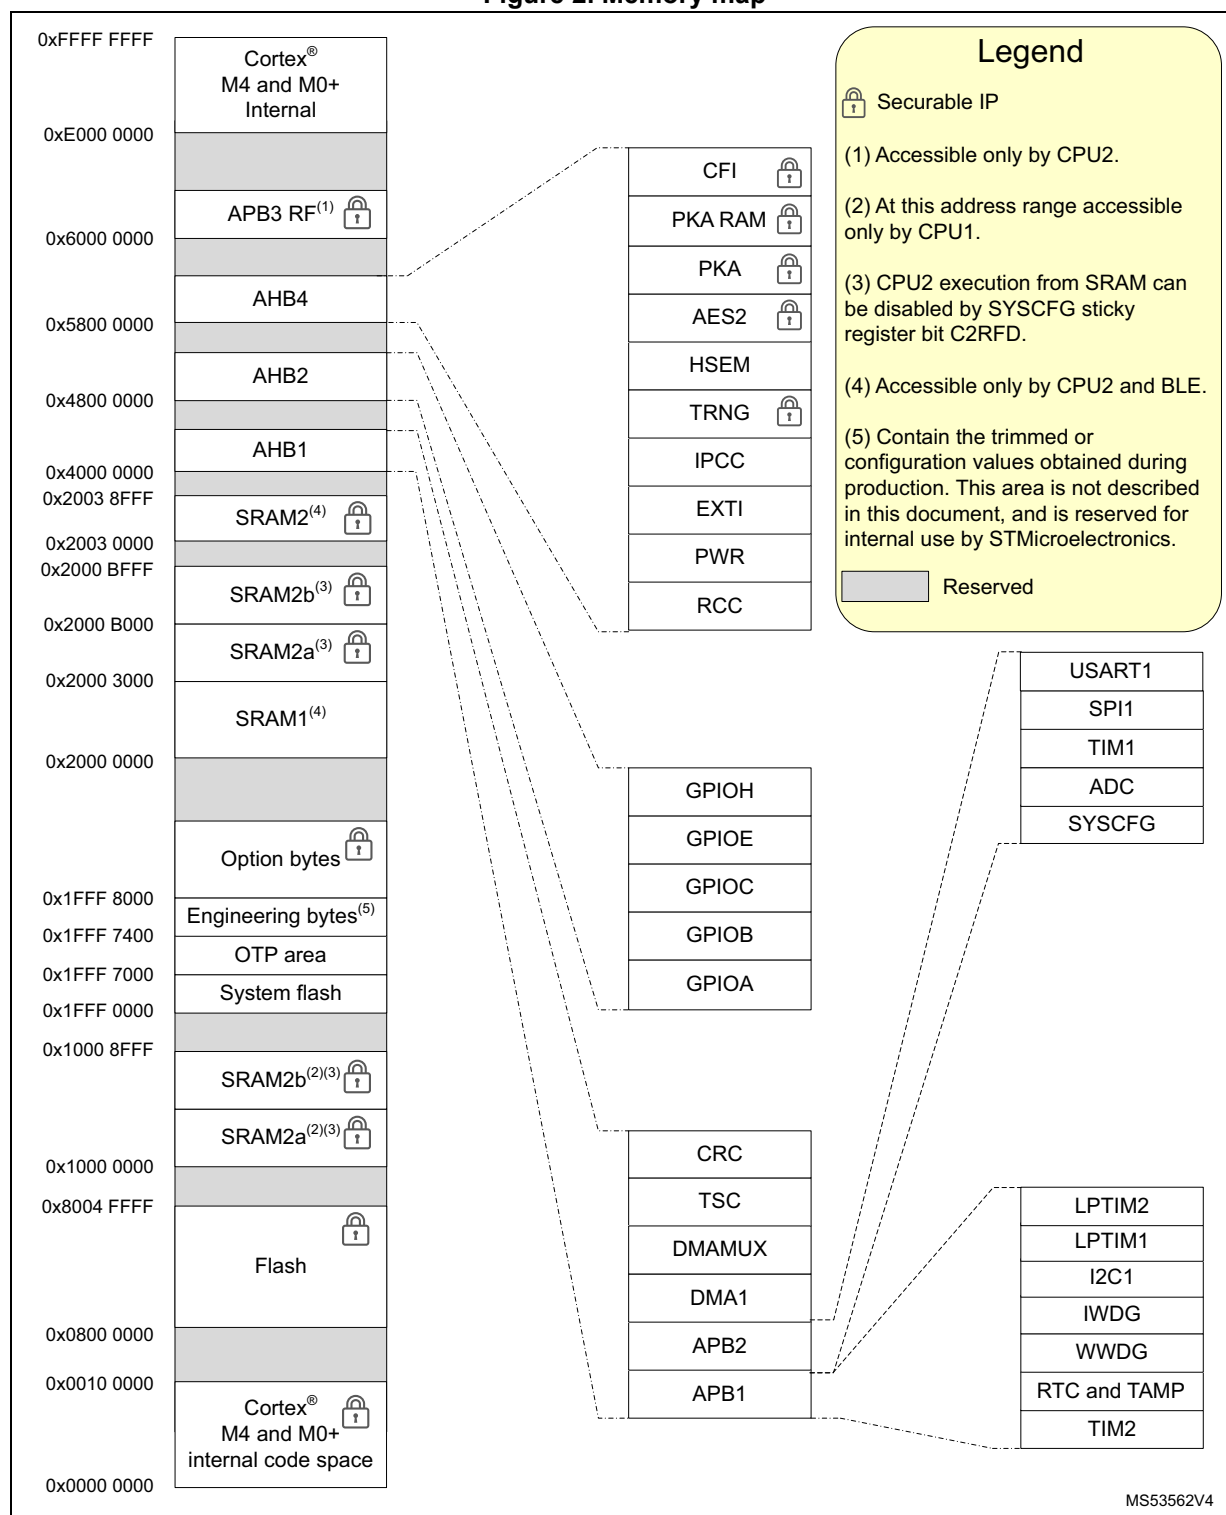 Figure 2. Memory map
0xFFFF FFFF
Cortex®
M4 and M0+
Internal
0xE000 0000
APB3 RF(1)
0x6000 0000
AHB4
0x5800 0000
AHB2
0x4800 0000
AHB1
0x4000 0000
0x2003 8FFF
SRAM2(4)
0x2003 0000
0x2000 BFFF
SRAM2b(3)
0x2000 B000
SRAM2a(3)
0x2000 3000
SRAM1(4)
0x2000 0000
Option bytes
0x1FFF 8000
Engineering bytes(5)
0x1FFF 7400
OTP area
0x1FFF 7000
System flash
0x1FFF 0000
0x1000 8FFF
SRAM2b(2)(3)
SRAM2a(2)(3)
0x1000 0000
0x8004 FFFF
Flash
0x0800 0000
0x0010 0000
Cortex®
M4 and M0+
internal code space
0x0000 0000
CFI
PKA RAM
PKA
AES2
HSEM
TRNG
IPCC
EXTI
PWR
RCC
GPIOH
GPIOE
GPIOC
GPIOB
GPIOA
CRC
TSC
DMAMUX
DMA1
APB2
APB1
Legend
Securable IP
(1) Accessible only by CPU2.
(2) At this address range accessible
only by CPU1.
(3) CPU2 execution from SRAM can
be disabled by SYSCFG sticky
register bit C2RFD.
(4) Accessible only by CPU2 and BLE.
(5) Contain the trimmed or
configuration values obtained during
production. This area is not described
in this document, and is reserved for
internal use by STMicroelectronics.
Reserved
USART1
SPI1
TIM1
ADC
SYSCFG
LPTIM2
LPTIM1
I2C1
IWDG
WWDG
RTC and TAMP
TIM2
MS53562V4